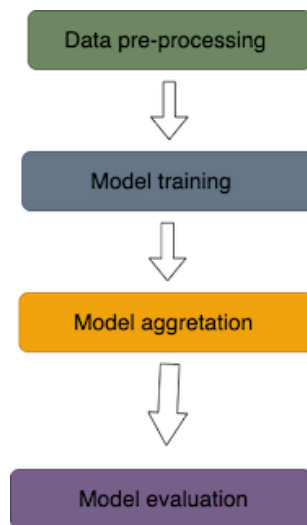 Data pre-processing
Model training
Model aggretation
Model evaluation